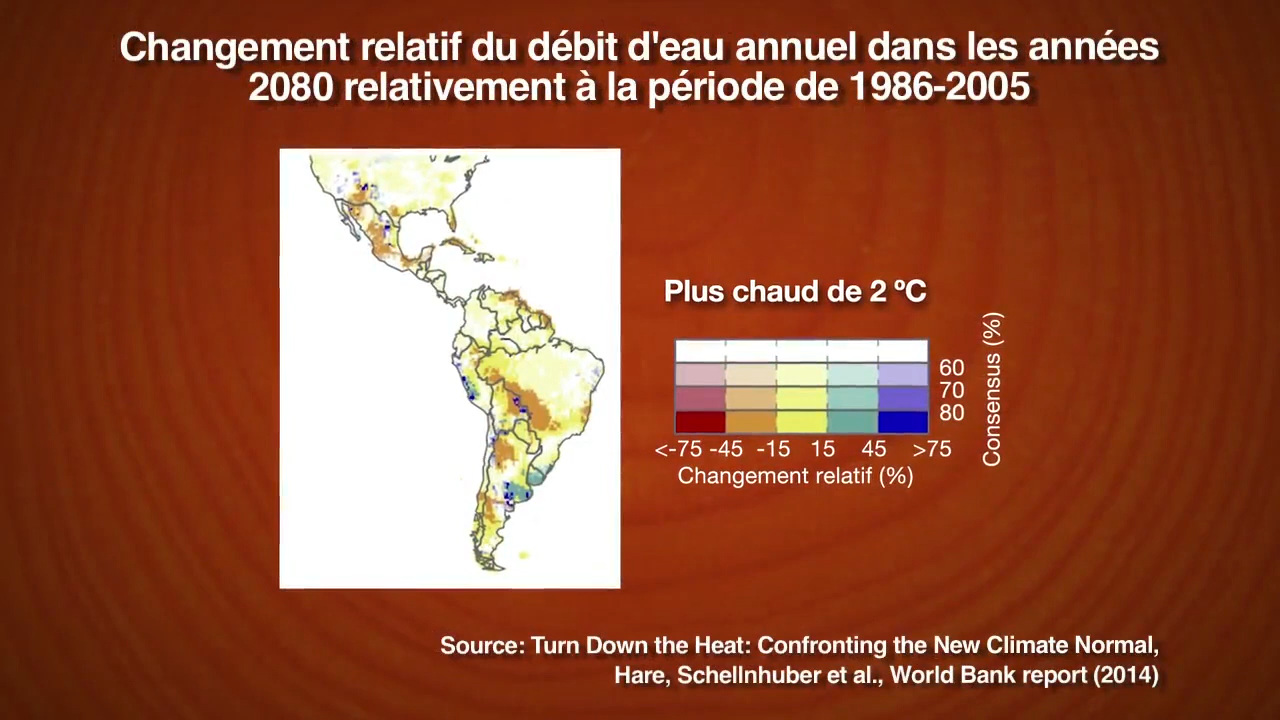 Changement relatif du débit d'eau annuel dans les années
2080 relativement à la période de 1986-2005
Plus chaud de 2 ºC
60
70
80
Consensus (%)
<-75 -45 -15 15 45 >75
Changement relatif (%)
Source: Turn Down the Heat: Confronting the New Climate Normal,
Hare, Schellnhuber et al., World Bank report (2014)